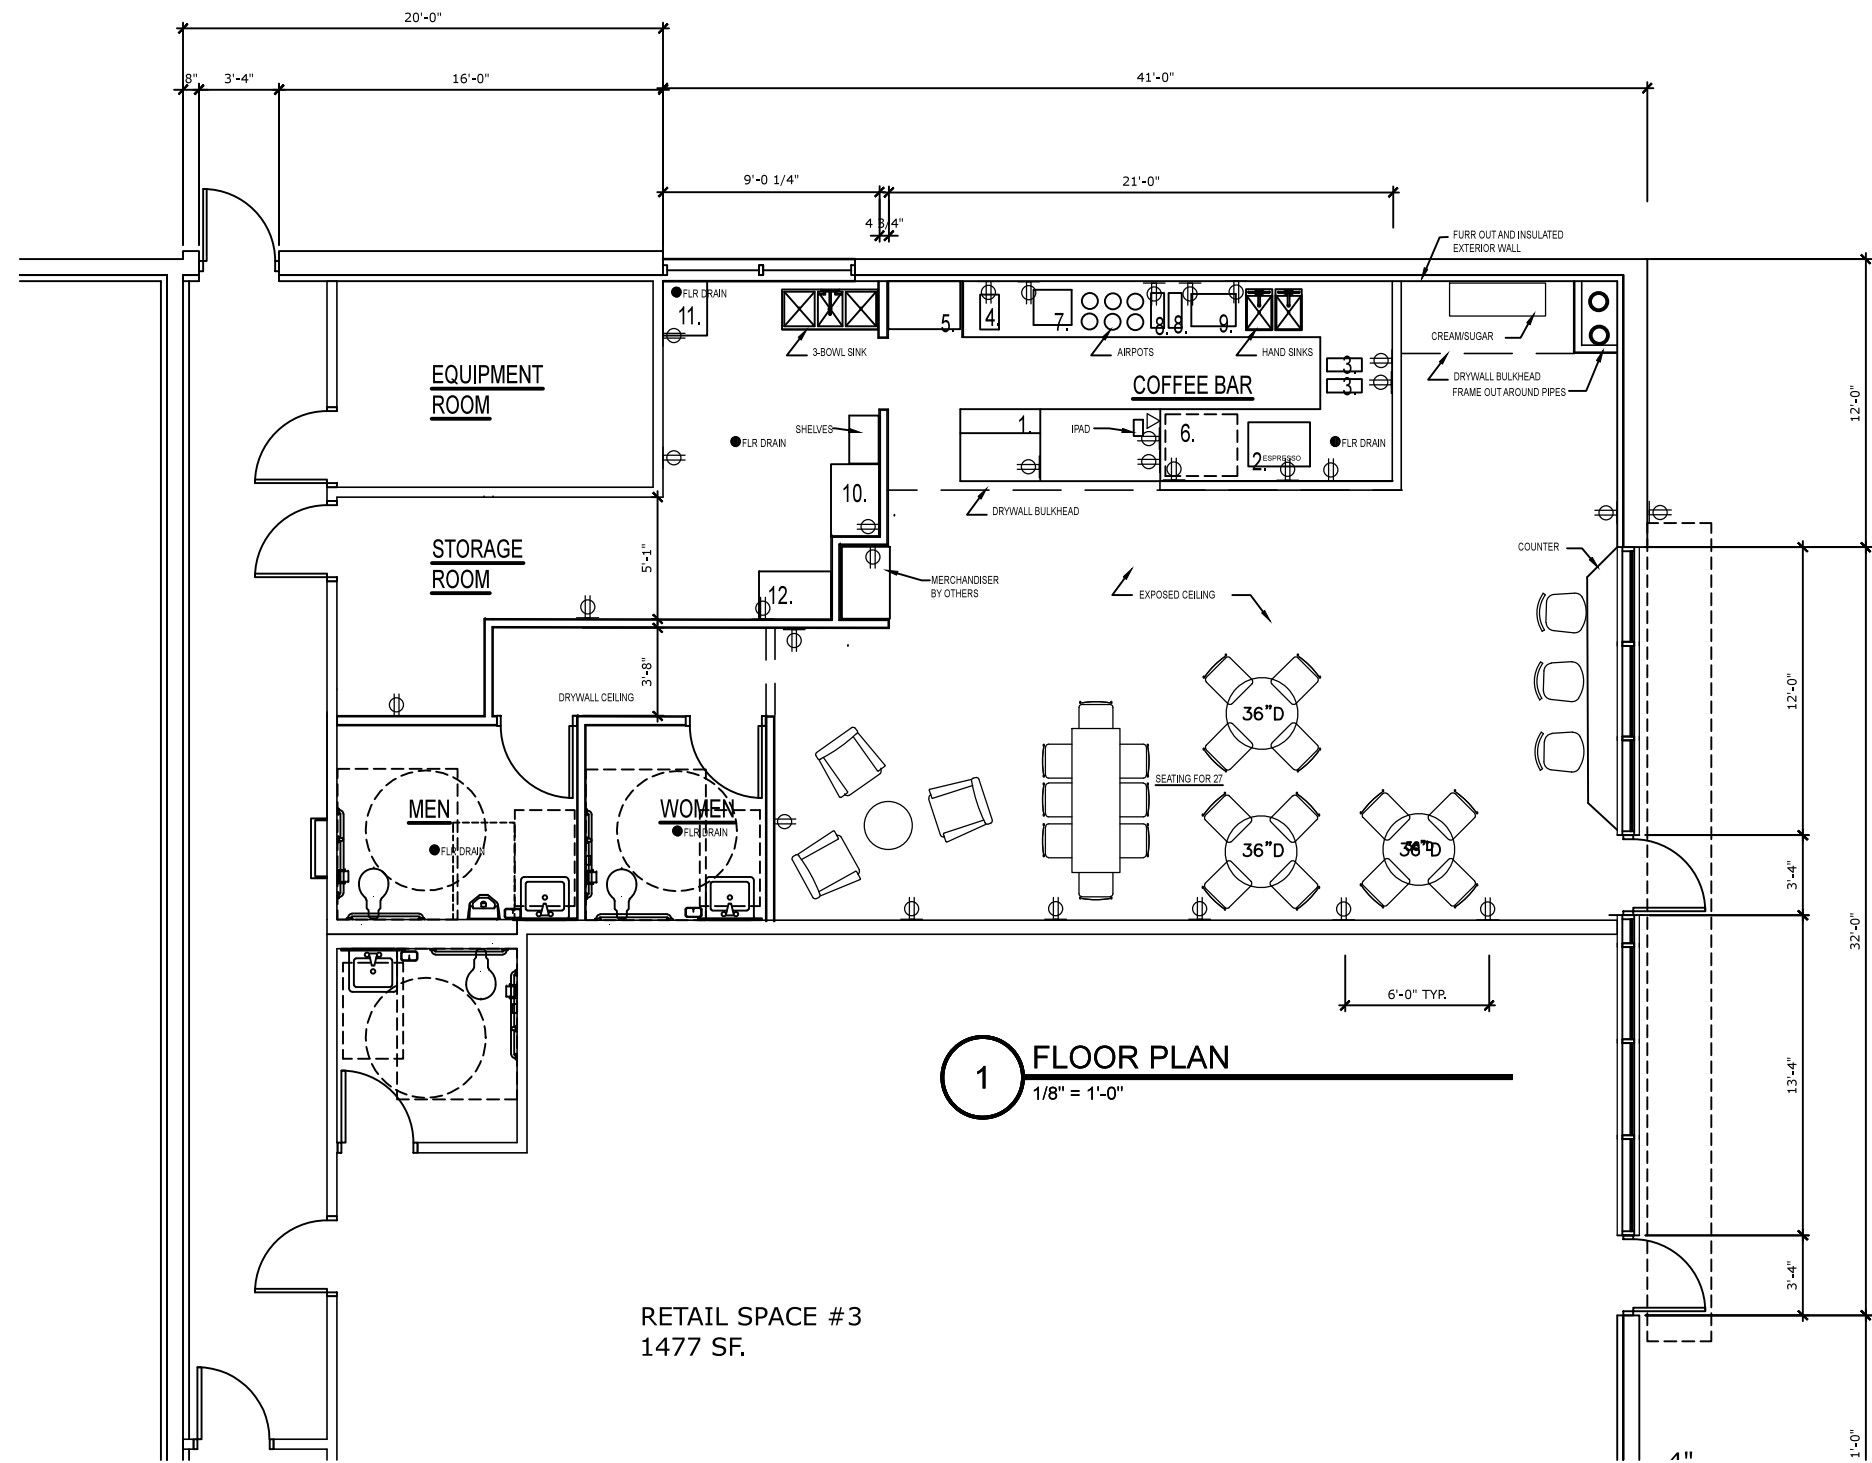 20'-0"
8"
3'-4"
16'-0"
41'-0"
9'-0 1/4"
21'-0"
4 3/4"
FURR OUT AND INSULATED
EXTERIOR WALL
FLR DRAIN
11.
3-BOWL SINK
5.
4.
7.
AIRPOTS
8.
8.
9.
HAND SINKS
CREAM/SUGAR
DRYWALL BULKHEAD
FRAME OUT AROUND PIPES
3.
3.
COFFEE BAR
EQUIPMENT
ROOM
12'-0"
SHELVES
FLR DRAIN
1.
IPAD
6.
2.
ESPRESSO
FLR DRAIN
10.
DRYWALL BULKHEAD
STORAGE
ROOM
5'-1"
12.
MERCHANDISER
BY OTHERS
EXPOSED CEILING
COUNTER
3'-8"
DRYWALL CEILING
12'-0"
36"D
SEATING FOR 27
MEN
FLR DRAIN
WOMEN
FLR DRAIN
36"D
36"D
3'-4"
32'-0"
6'-0" TYP.
1
FLOOR PLAN
1/8" = 1'-0"
13'-4"
3'-4"
RETAIL SPACE #3
1477 SF.
1'-0"
4"